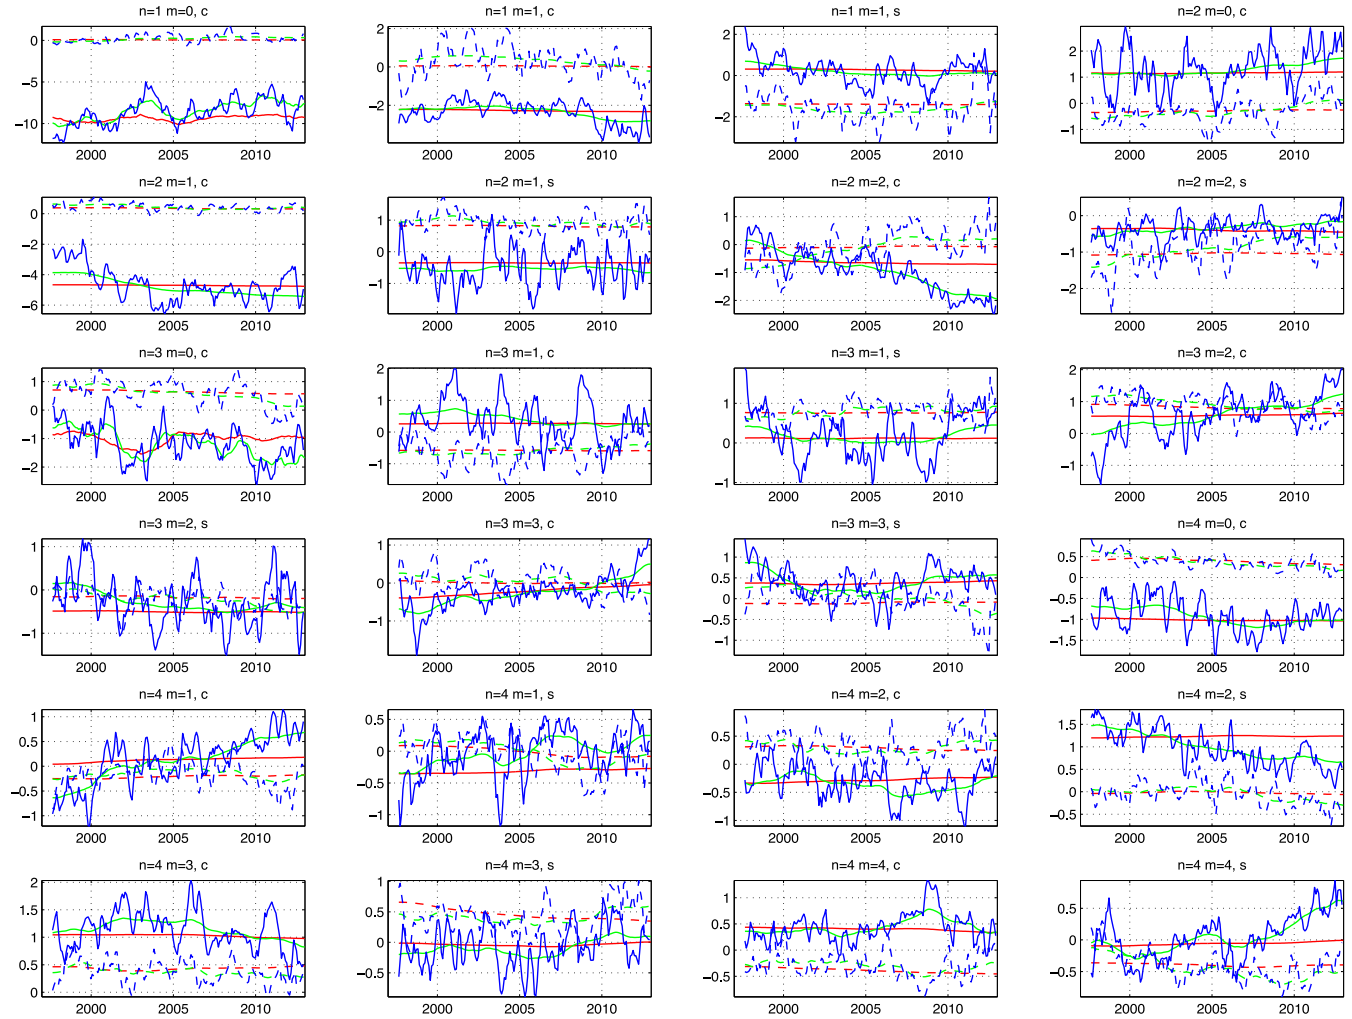 n=1 m=0, c
0
−5
−10
2000 2005 2010
n=1 m=1, c
2
0
−2
2000 2005 2010
n=1 m=1, s
2
0
−2
2000 2005 2010
n=2 m=0, c
2
1
0
−1
2000 2005 2010
n=2 m=1, c
0
−2
−4
−6
2000 2005 2010
n=2 m=1, s
1
0
−1
2000 2005 2010
n=2 m=2, c
1
0
−1
−2
2000 2005 2010
n=2 m=2, s
0
−1
−2
2000 2005 2010
n=3 m=0, c
1
0
−1
−2
2000 2005 2010
n=3 m=1, c
2
1
0
−1
2000 2005 2010
n=3 m=1, s
1
0
−1
2000 2005 2010
n=3 m=2, c
2
1
0
−1
2000 2005 2010
n=3 m=2, s
1
0
−1
2000 2005 2010
n=3 m=3, c
1
0
−1
2000 2005 2010
n=3 m=3, s
1
0.5
0
−0.5
−1
2000 2005 2010
n=4 m=0, c
0.5
0
−0.5
−1
−1.5
2000 2005 2010
n=4 m=1, c
1
0.5
0
−0.5
−1
2000 2005 2010
n=4 m=1, s
0.5
0
−0.5
−1
2000 2005 2010
n=4 m=2, c
0.5
0
−0.5
−1
2000 2005 2010
n=4 m=2, s
1.5
1
0.5
0
−0.5
2000 2005 2010
n=4 m=3, c
2
1.5
1
0.5
0
2000 2005 2010
n=4 m=3, s
1
0.5
0
−0.5
2000 2005 2010
n=4 m=4, c
1
0.5
0
−0.5
2000 2005 2010
n=4 m=4, s
0.5
0
−0.5
2000 2005 2010